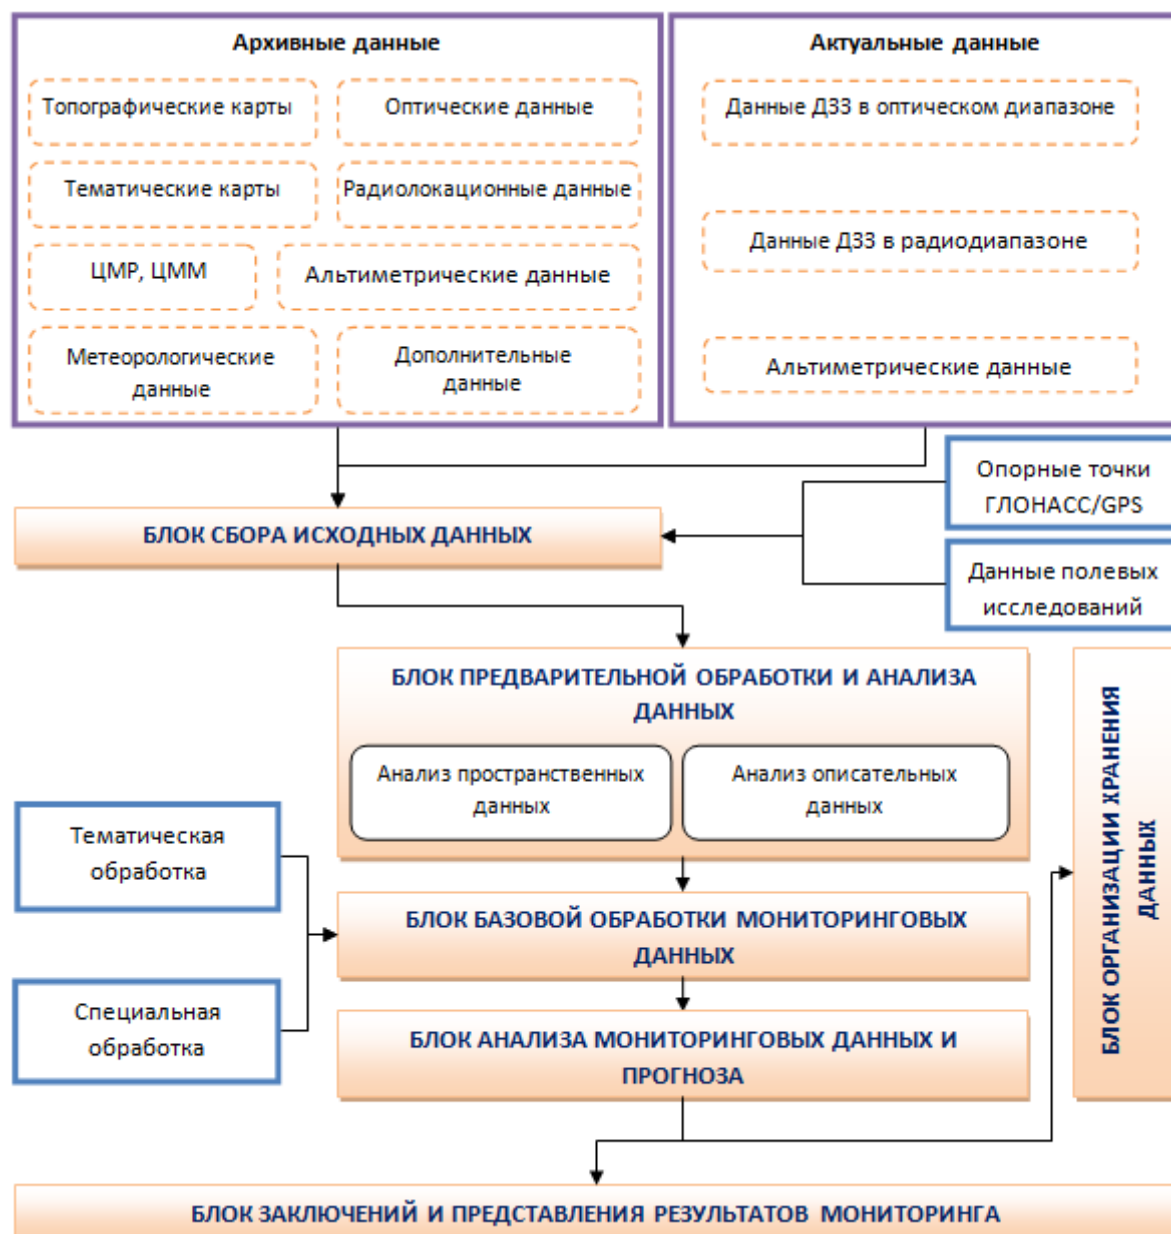 Архивные данные
Топографические карты
Оптические данные
Тематические карты
Радиолокационные данные
ЦМР, ЦММ
Альтиметрические данные
Метеорологические
данные
Дополнительные
данные
Актуальные данные
Данные ДЗЗ в оптическом диапазоне
Данные ДЗЗ в радиодиапазоне
Альтиметрические данные
Опорные точки
ГЛОНАСС/GPS
БЛОК СБОРА ИСХОДНЫХ ДАННЫХ
Данные полевых
исследований
БЛОК ПРЕДВАРИТЕЛЬНОЙ ОБРАБОТКИ И АНАЛИЗА
ДАННЫХ
Анализ пространственных
данных
Анализ описательных
данных
БЛОК ОРГАНИЗАЦИИ ХРАНЕНИЯ
ДАННЫХ
Тематическая
обработка
БЛОК БАЗОВОЙ ОБРАБОТКИ МОНИТОРИНГОВЫХ
ДАННЫХ
Специальная
обработка
БЛОК АНАЛИЗА МОНИТОРИНГОВЫХ ДАННЫХ И
ПРОГНОЗА
БЛОК ЗАКЛЮЧЕНИЙ И ПРЕДСТАВЛЕНИЯ РЕЗУЛЬТАТОВ МОНИТОРИНГА